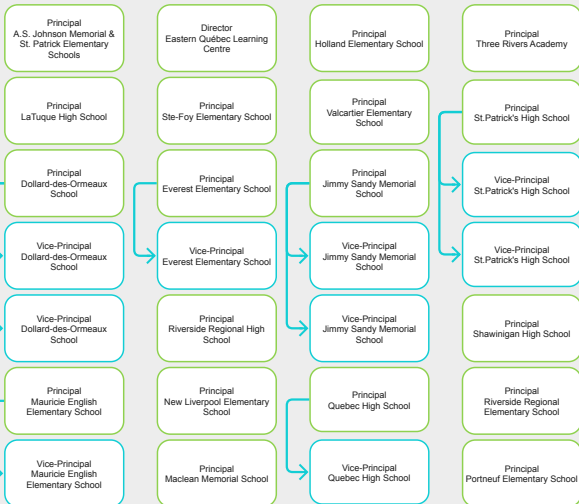 Principal
A.S. Johnson Memorial &
St. Patrick Elementary
Schools
Director
Eastern Québec Learning
Centre
Principal
Holland Elementary School
Principal
Three Rivers Academy
Principal
LaTuque High School
Principal
Ste-Foy Elementary School
Principal
Valcartier Elementary
School
Principal
St.Patrick's High School
Principal
Dollard-des-Ormeaux
School
Principal
Everest Elementary School
Principal
Jimmy Sandy Memorial
School
Vice-Principal
St.Patrick's High School
Vice-Principal
Dollard-des-Ormeaux
School
Vice-Principal
Everest Elementary School
Vice-Principal
Jimmy Sandy Memorial
School
Vice-Principal
St.Patrick's High School
Vice-Principal
Dollard-des-Ormeaux
School
Principal
Riverside Regional High
School
Vice-Principal
Jimmy Sandy Memorial
School
Principal
Shawinigan High School
Principal
Mauricie English
Elementary School
Principal
New Liverpool Elementary
School
Principal
Quebec High School
Principal
Riverside Regional
Elementary School
Vice-Principal
Mauricie English
Elementary School
Principal
Maclean Memorial School
Vice-Principal
Quebec High School
Principal
Portneuf Elementary School